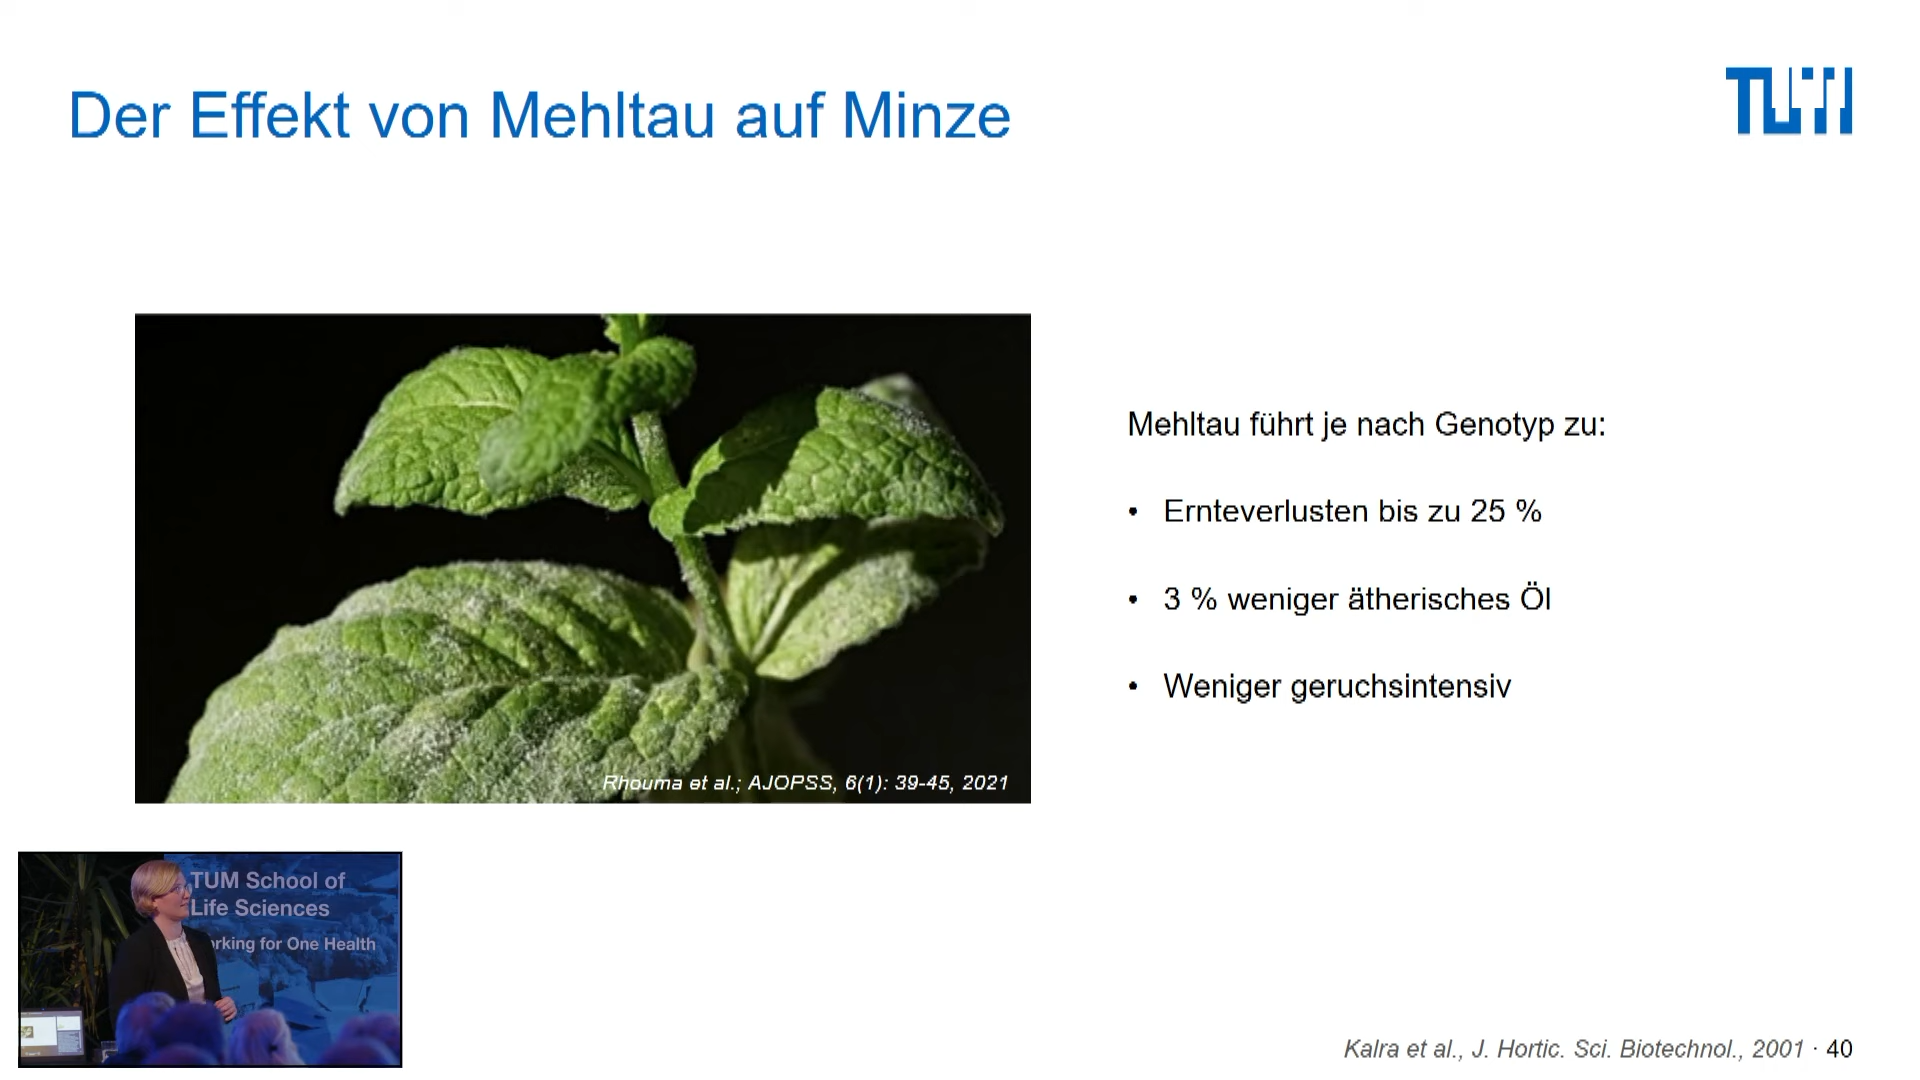 Der Effekt von Mehltau auf Minze
TUM
Mehltau führt je nach Genotyp zu:
• Ernteverlusten bis zu 25 %
• 3 % weniger ätherisches Öl
• Weniger geruchsintensiv
Rhouma et al.; AJOPSS, 6(1): 39-45, 2021
TUM School of
Life Sciences
for One Health
Kalra et al., J. Hortic. Sci. Biotechnol., 2001 · 40